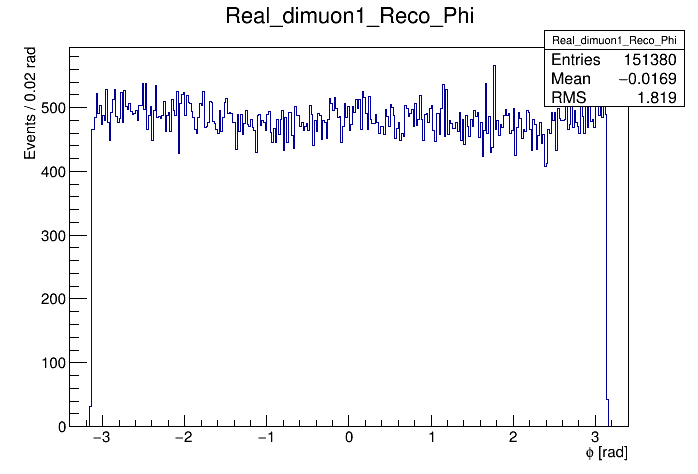 Real_dimuon1_Reco_Phi
Real_dimuon1_Reco_Phi
Entries 151380
Mean −0.0169
RMS 1.819
Events / 0.02 rad
500
400
300
200
100
0
−3 −2 −1 0 1 2 3
ϕ [rad]